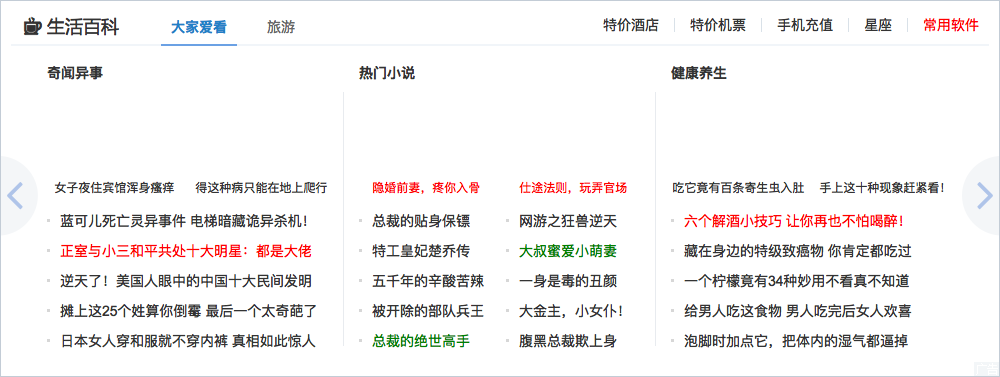 生活百科 大家爱看 旅游 特价酒店 特价机票 手机充值 星座 常用软件
奇闻异事
女子夜住宾馆浑身瘙痒 得这种病只能在地上爬行
蓝可儿死亡灵异事件 电梯暗藏诡异杀机!
正室与小三和平共处十大明星：都是大佬
逆天了！美国人眼中的中国十大民间发明
摊上这25个姓算你倒霉 最后一个太奇葩了
日本女人穿和服就不穿内裤 真相如此惊人
热门小说
隐婚前妻，疼你入骨 仕途法则，玩弄官场
总裁的贴身保镖 网游之狂兽逆天
特工皇妃楚乔传 大叔蜜爱小萌妻
五千年的辛酸苦辣 一身是毒的丑颜
被开除的部队兵王 大金主，小女仆!
总裁的绝世高手 腹黑总裁欺上身
健康养生
吃它竟有百条寄生虫入肚 手上这十种现象赶紧看!
六个解酒小技巧 让你再也不怕喝醉!
藏在身边的特级致癌物 你肯定都吃过
一个柠檬竟有34种妙用不看真不知道
给男人吃这食物 男人吃完后女人欢喜
泡脚时加点它，把体内的湿气都逼掉